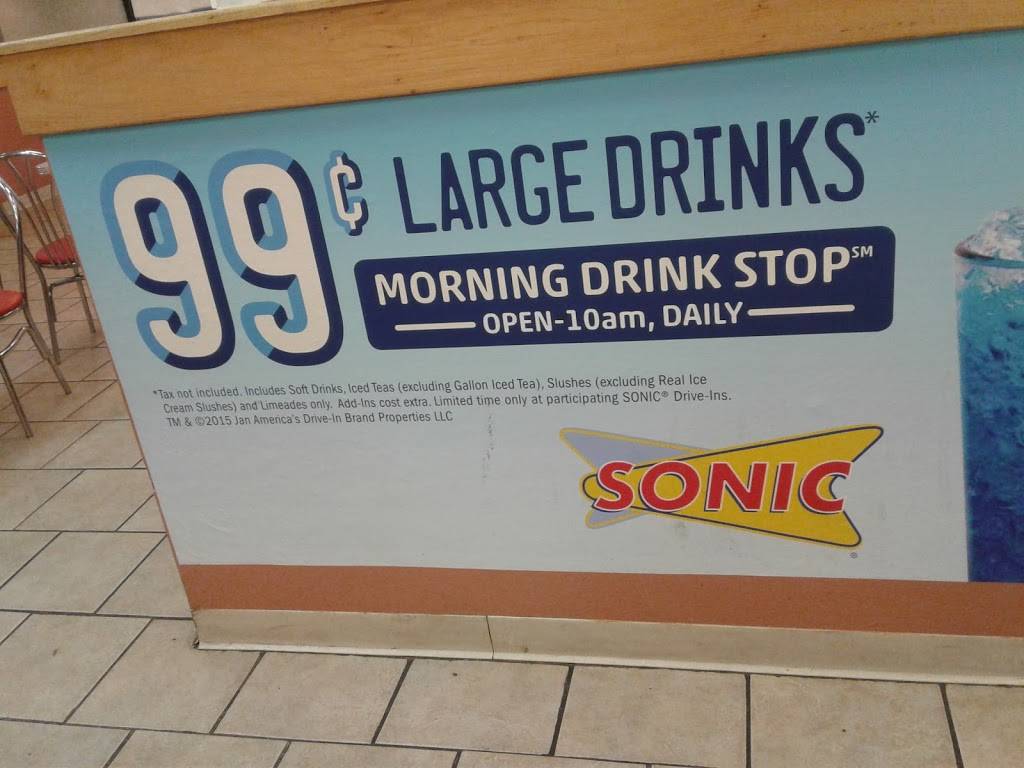 99¢ LARGE DRINKS*
MORNING DRINK STOP℠
OPEN-10am, DAILY
*Tax not included. Includes Soft Drinks, Iced Teas (excluding Gallon Iced Tea), Slushes (excluding Real Ice
Cream Slushes) and Limeades only. Add-Ins cost extra. Limited time only at participating SONIC® Drive-Ins.
TM & ©2015 Jan America's Drive-In Brand Properties LLC
SONIC®